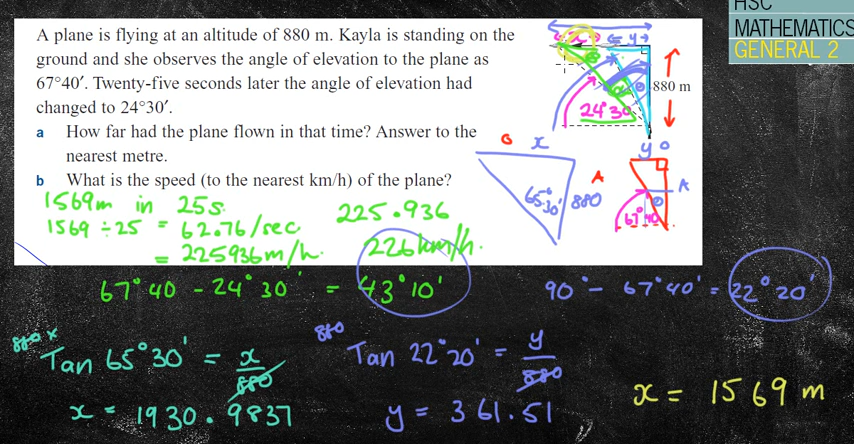 HSC
MATHEMATICS
GENERAL 2
A plane is flying at an altitude of 880 m. Kayla is standing on the
ground and she observes the angle of elevation to the plane as
67°40′. Twenty-five seconds later the angle of elevation had
changed to 24°30′.
a How far had the plane flown in that time? Answer to the
nearest metre.
b What is the speed (to the nearest km/h) of the plane?
x y
880 m
24°30
O x
65°30' 880
A
y O
A
67°40
1569m in 25s
1569 ÷ 25 = 62.76/sec
= 225936m/h
225.936
226km/h.
67°40 - 24°30' = 43°10'
90° - 67°40' = 22°20'
880 x
Tan 65°30' = x/880
x = 1930.9837
880
Tan 22°20' = y/880
y = 361.51
x = 1569 m